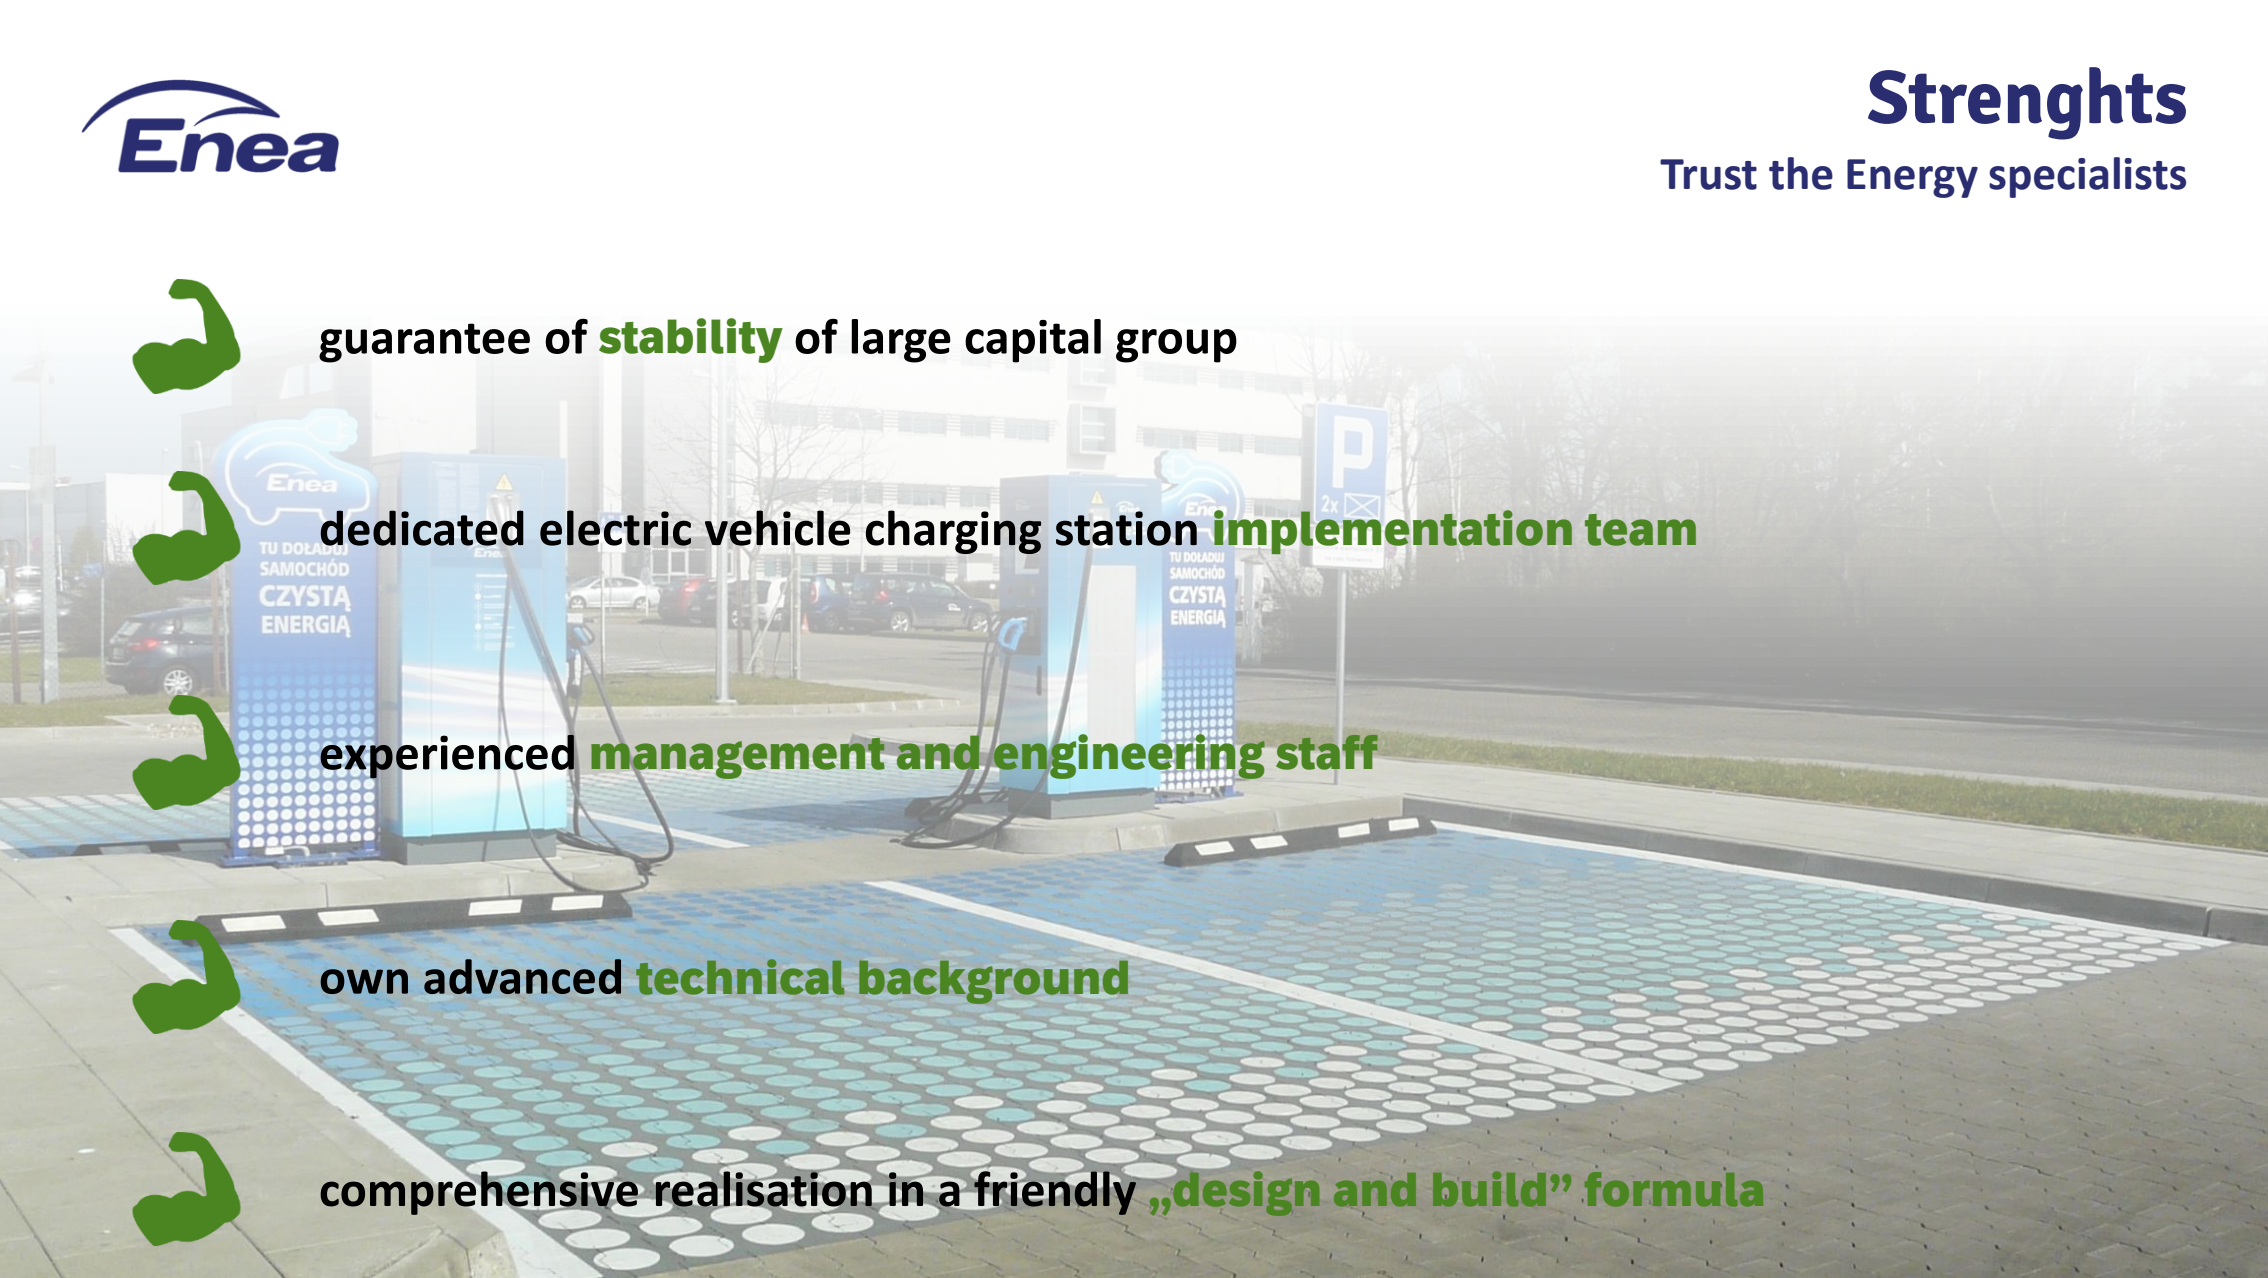 Enea
Strenghts
Trust the Energy specialists
guarantee of stability of large capital group
Enea
P
2x
dedicated electric vehicle charging station implementation team
TU DOŁADUJ
SAMOCHÓD
CZYSTĄ
ENERGIĄ
TU DOŁADUJ
SAMOCHÓD
CZYSTĄ
ENERGIĄ
experienced management and engineering staff
own advanced technical background
comprehensive realisation in a friendly „design and build” formula